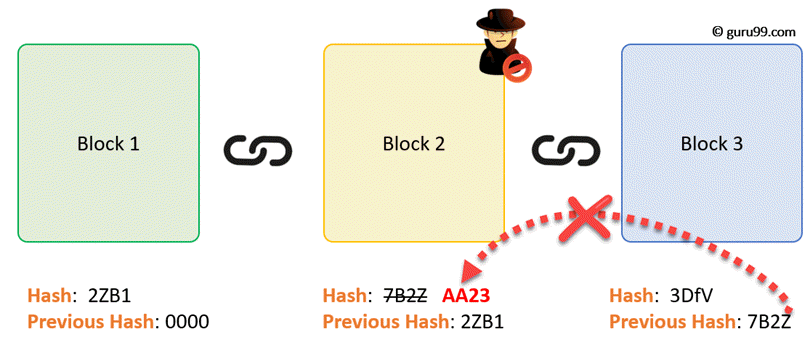 © guru99.com
Block 1
Block 2
Block 3
Hash: 2ZB1
Previous Hash: 0000
Hash: 7B2Z AA23
Previous Hash: 2ZB1
Hash: 3DfV
Previous Hash: 7B2Z